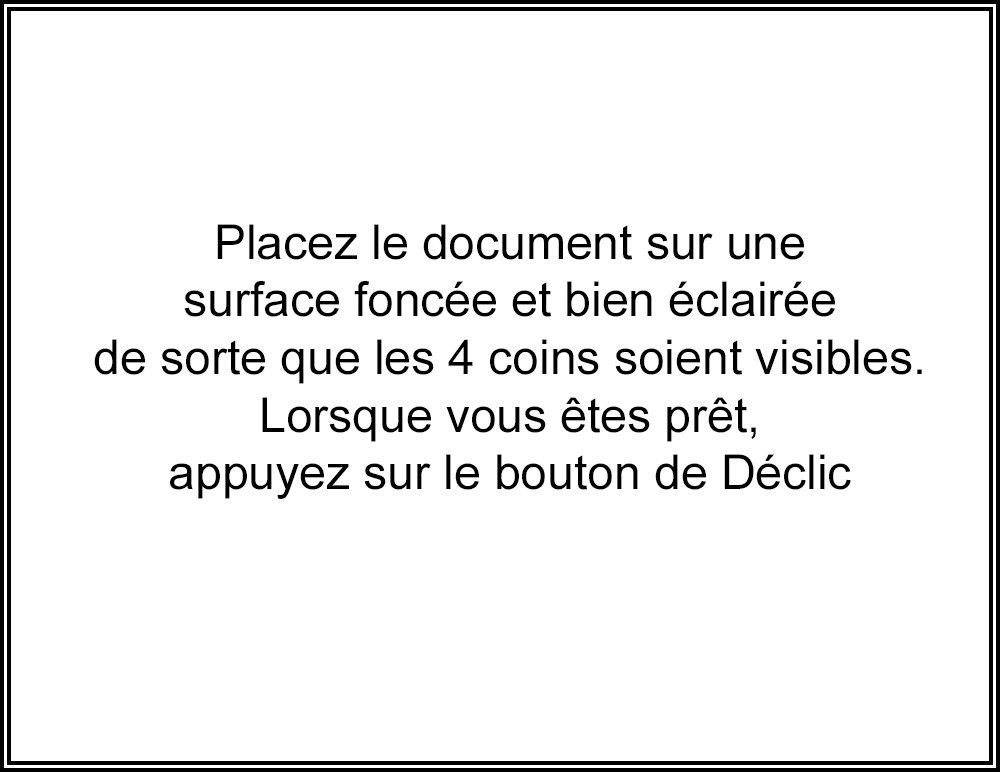 Placez le document sur une
surface foncée et bien éclairée
de sorte que les 4 coins soient visibles.
Lorsque vous êtes prêt,
appuyez sur le bouton de Déclic